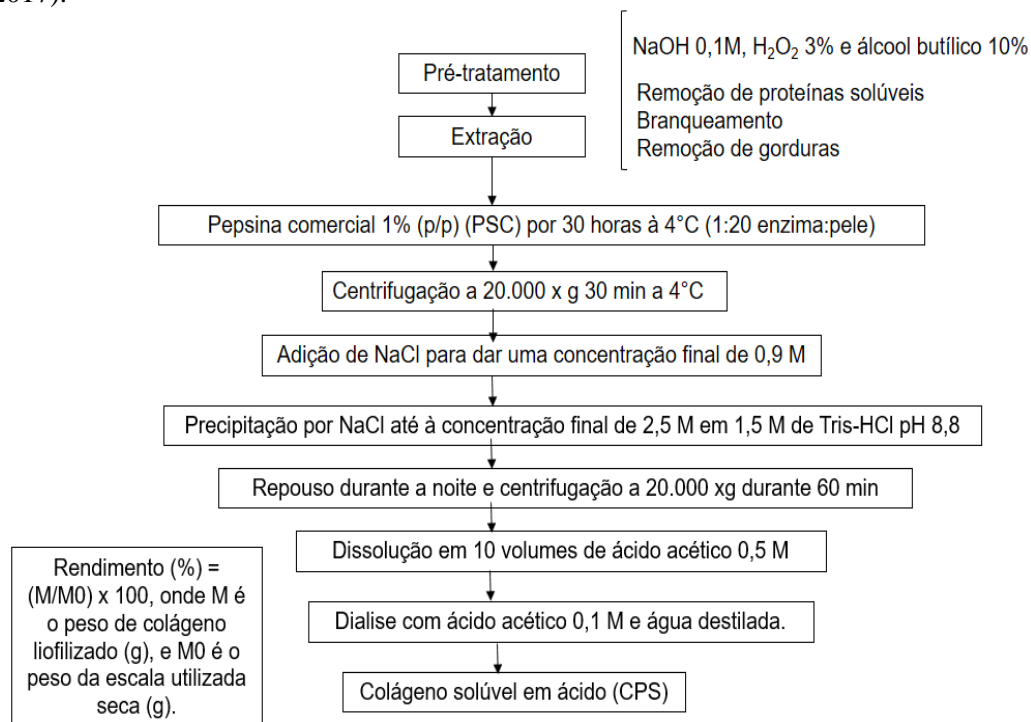 2017).
NaOH 0,1M, H₂O₂ 3% e álcool butílico 10%
Pré-tratamento
Remoção de proteínas solúveis
Branqueamento
Remoção de gorduras
Extração
Pepsina comercial 1% (p/p) (PSC) por 30 horas à 4°C (1:20 enzima:pele)
Centrifugação a 20.000 x g 30 min a 4°C
Adição de NaCl para dar uma concentração final de 0,9 M
Precipitação por NaCl até à concentração final de 2,5 M em 1,5 M de Tris-HCl pH 8,8
Repouso durante a noite e centrifugação a 20.000 xg durante 60 min
Dissolução em 10 volumes de ácido acético 0,5 M
Dialise com ácido acético 0,1 M e água destilada.
Colágeno solúvel em ácido (CPS)
Rendimento (%) =
(M/M0) x 100, onde M é
o peso de colágeno
liofilizado (g), e M0 é o
peso da escala utilizada
seca (g).